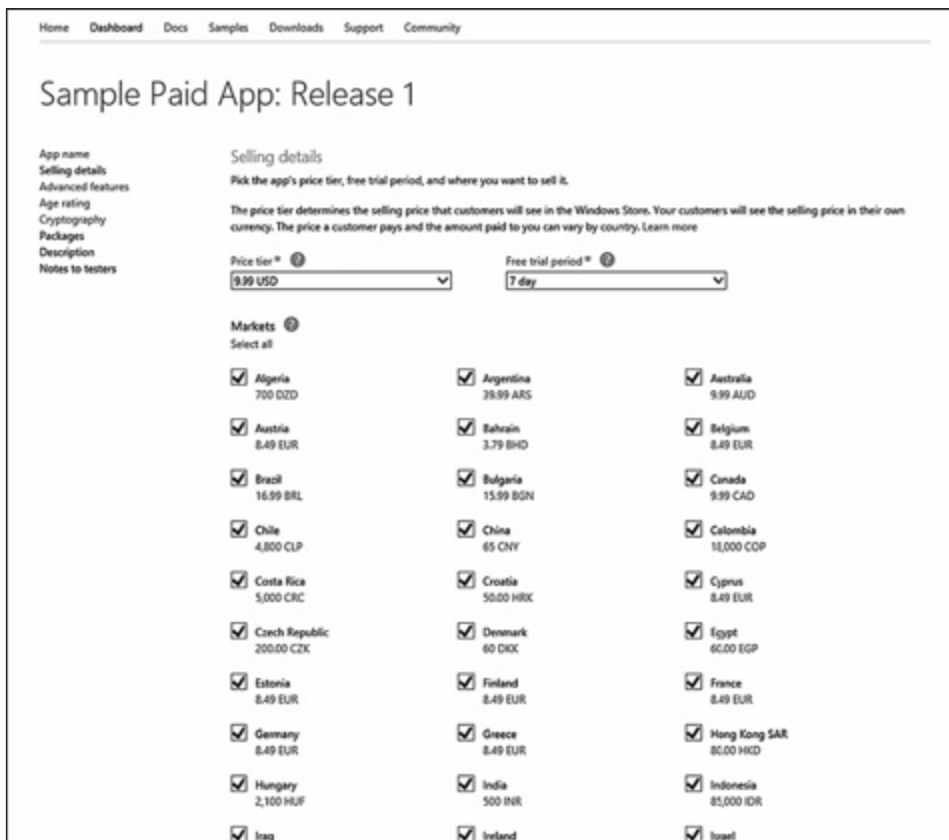 Home Dashboard Docs Samples Downloads Support Community
Sample Paid App: Release 1
App name
Selling details
Advanced features
Age rating
Cryptography
Packages
Description
Notes to testers
Selling details
Pick the app's price tier, free trial period, and where you want to sell it.
The price tier determines the selling price that customers will see in the Windows Store. Your customers will see the selling price in their own
currency. The price a customer pays and the amount paid to you can vary by country. Learn more
Price tier * ? Free trial period * ?
9.99 USD 7 day
Markets ?
Select all
Algeria Argentina Australia
700 DZD 39.99 ARS 9.99 AUD
Austria Bahrain Belgium
8.49 EUR 3.79 BHD 8.49 EUR
Brazil Bulgaria Canada
16.99 BRL 15.99 BGN 9.99 CAD
Chile China Colombia
4,800 CLP 65 CNY 18,000 COP
Costa Rica Croatia Cyprus
5,000 CRC 50.00 HRK 8.49 EUR
Czech Republic Denmark Egypt
200.00 CZK 60 DKK 60.00 EGP
Estonia Finland France
8.49 EUR 8.49 EUR 8.49 EUR
Germany Greece Hong Kong SAR
8.49 EUR 8.49 EUR 80.00 HKD
Hungary India Indonesia
2,100 HUF 500 INR 85,000 IDR
Iraq Ireland Israel